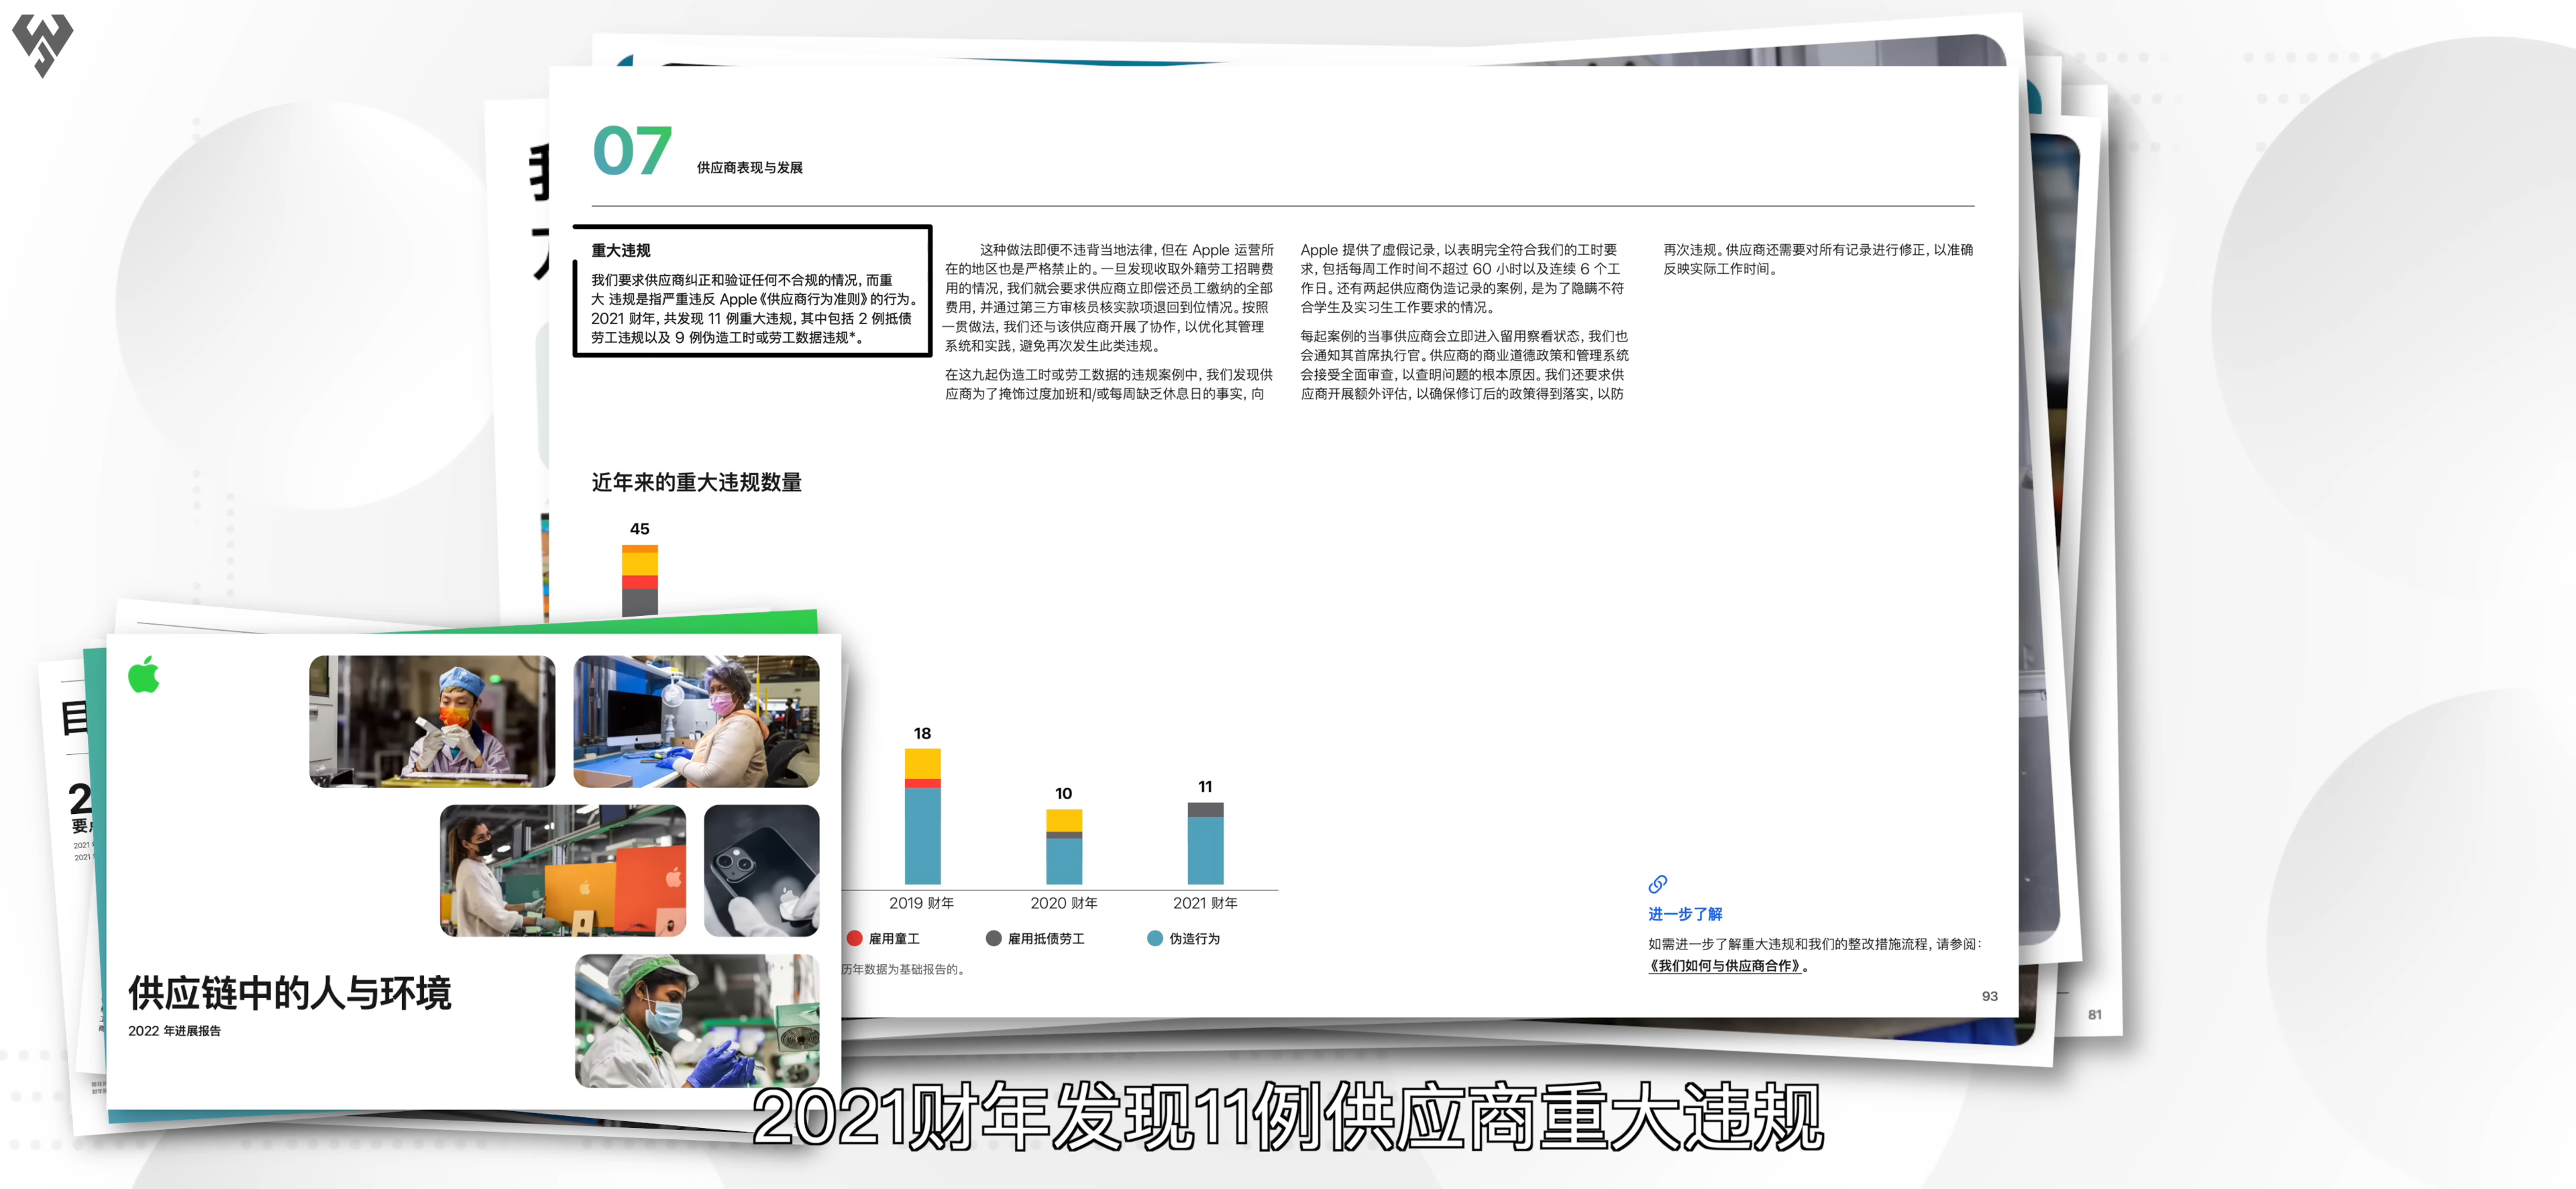 07
供应商表现与发展
重大违规
我们要求供应商纠正和验证任何不合规的情况，而重
大 违规是指严重违反 Apple《供应商行为准则》的行为。
2021 财年，共发现 11 例重大违规，其中包括 2 例抵债
劳工违规以及 9 例伪造工时或劳工数据违规*。
这种做法即便不违背当地法律，但在 Apple 运营所
在的地区也是严格禁止的。一旦发现收取外籍劳工招聘费
用的情况，我们就会要求供应商立即偿还员工缴纳的全部
费用，并通过第三方审核员核实款项退回到位情况。按照
一贯做法，我们还与该供应商开展了协作，以优化其管理
系统和实践，避免再次发生此类违规。
在这九起伪造工时或劳工数据的违规案例中，我们发现供
应商为了掩饰过度加班和/或每周缺乏休息日的事实，向
Apple 提供了虚假记录，以表明完全符合我们的工时要
求，包括每周工作时间不超过 60 小时以及连续 6 个工
作日。还有两起供应商伪造记录的案例，是为了隐瞒不符
合学生及实习生工作要求的情况。
每起案例的当事供应商会立即进入留用察看状态，我们也
会通知其首席执行官。供应商的商业道德政策和管理系统
会接受全面审查，以查明问题的根本原因。我们还要求供
应商开展额外评估，以确保修订后的政策得到落实，以防
再次违规。供应商还需要对所有记录进行修正，以准确
反映实际工作时间。
近年来的重大违规数量
45
18
10
11
2019 财年
2020 财年
2021 财年
雇用童工
雇用抵债劳工
伪造行为
历年数据为基础报告的。
进一步了解
如需进一步了解重大违规和我们的整改措施流程，请参阅：
《我们如何与供应商合作》。
93
81
目
2
要点
2021
2021
供应链中的人与环境
2022 年进展报告
2021财年发现11例供应商重大违规